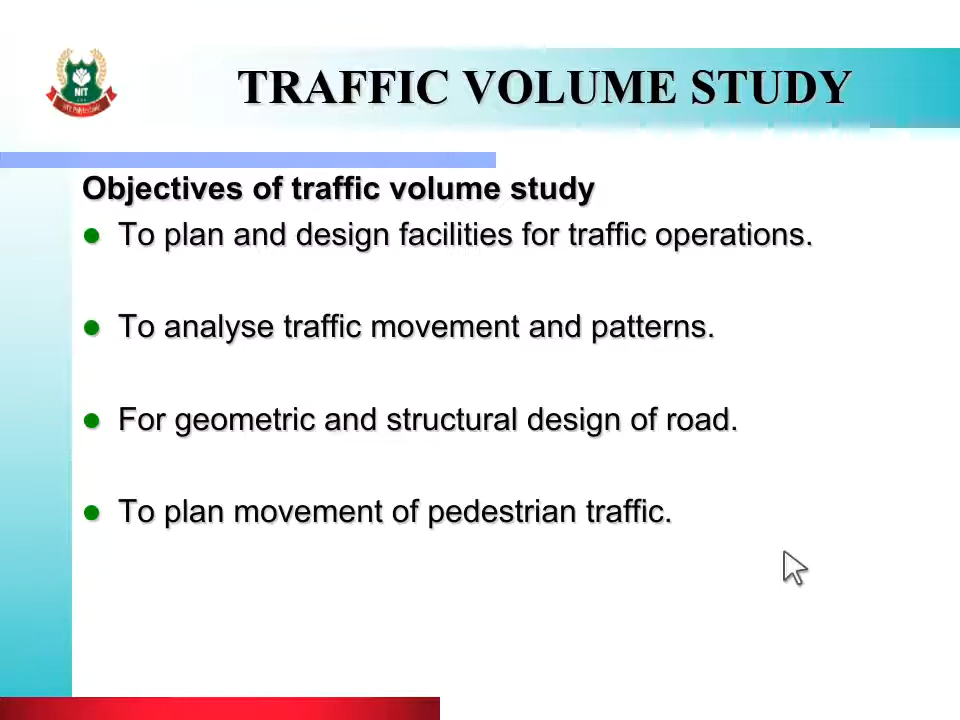 TRAFFIC VOLUME STUDY
NIT
Objectives of traffic volume study
To plan and design facilities for traffic operations.
To analyse traffic movement and patterns.
For geometric and structural design of road.
To plan movement of pedestrian traffic.